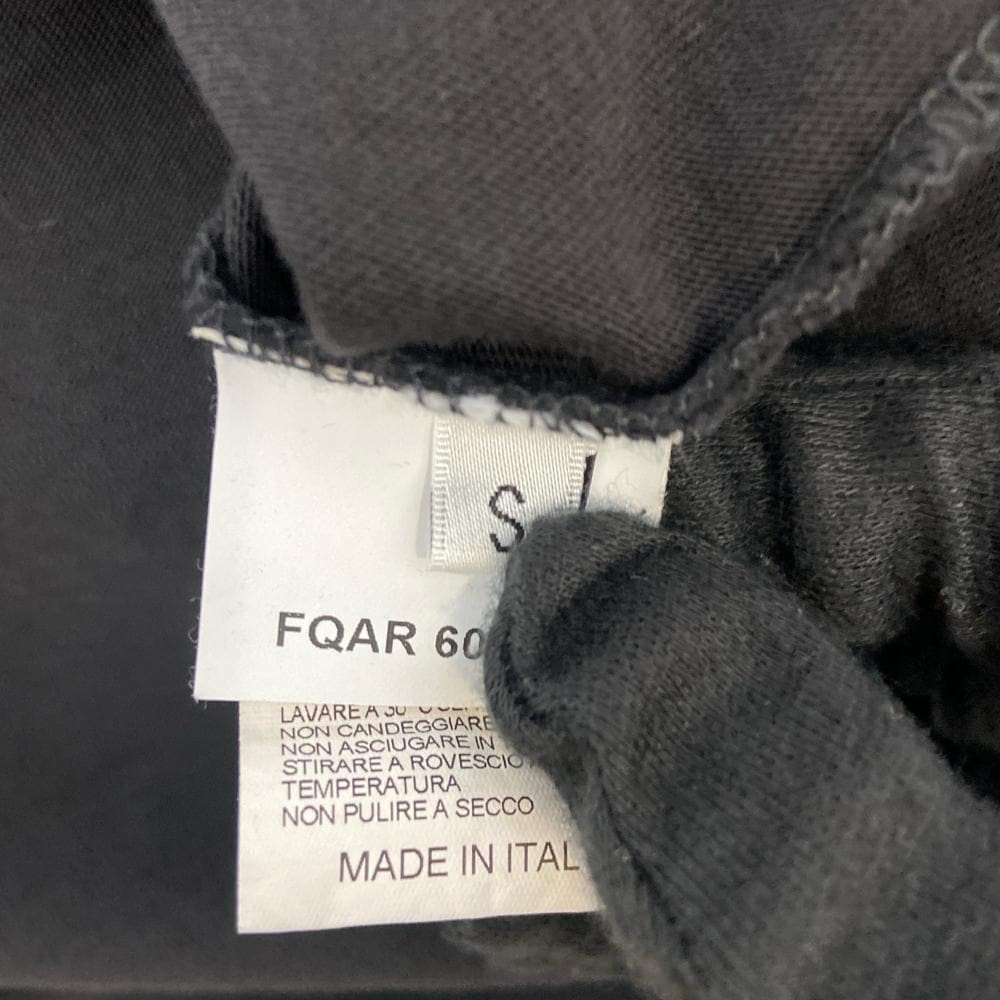 S
FQAR 60
LAVARE A 30°
NON CANDEGGIARE
NON ASCIUGARE IN
STIRARE A ROVESCIO
TEMPERATURA
NON PULIRE A SECCO
MADE IN ITAL